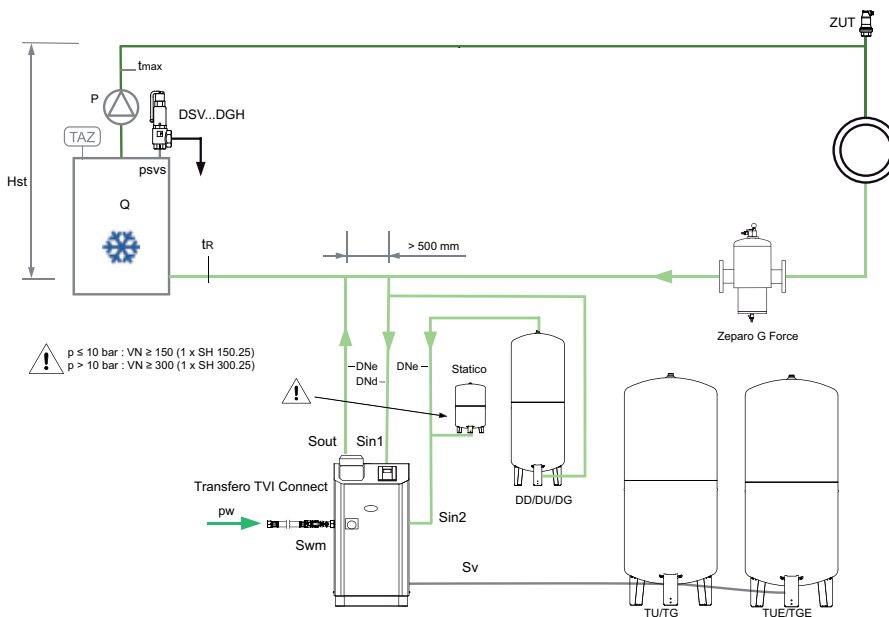 ZUT
tmax
P
DSV...DGH
TAZ
psvs
Hst
Q
tR
> 500 mm
Zeparo G Force
p ≤ 10 bar : VN ≥ 150 (1 x SH 150.25)
p > 10 bar : VN ≥ 300 (1 x SH 300.25)
DNe
DNd
DNe
Statico
Sout
Sin1
Transfero TVI Connect
DD/DU/DG
pw
Sin2
Swm
Sv
TU/TG
TUE/TGE